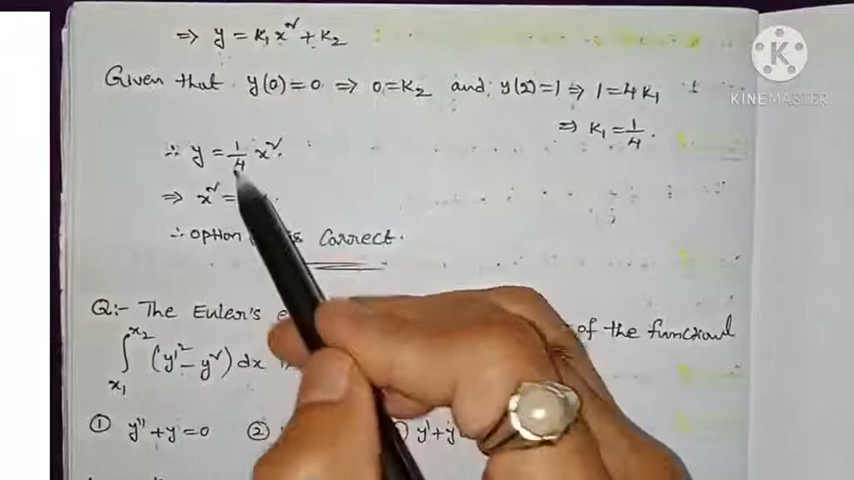 ⇒ y = K₁x² + K₂
Given that y(0)=0 ⇒ 0=K₂ and y(2)=1 ⇒ 1=4K₁
⇒ K₁=1/4.
∴ y = 1/4 x².
⇒ x² =
∴ option is Correct.
Q:- The Euler's of the functional
∫_{x₁}^{x₂} (y'² - y²) dx
① y'' + y = 0 ② y' + y
KINEMASTER